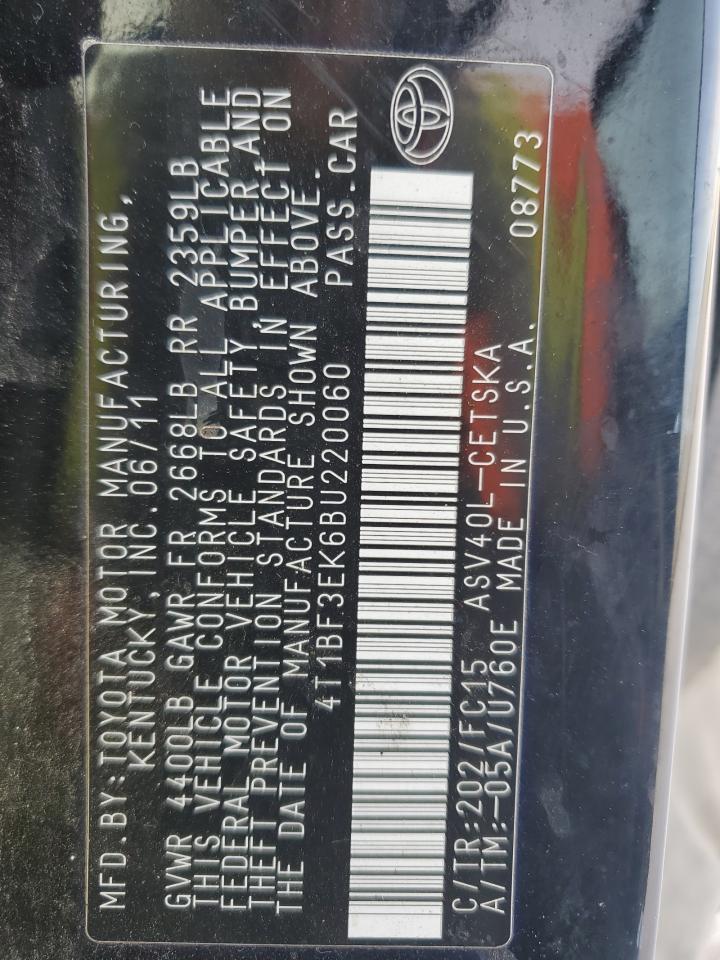 MFD.BY:TOYOTA MOTOR MANUFACTURING,
KENTUCKY, INC.06/11
GVWR 4400LB GAWR FR 2668LB RR 2359LB
THIS VEHICLE CONFORMS TO ALL APPLICABLE
FEDERAL MOTOR VEHICLE SAFETY, BUMPER, AND
THEFT PREVENTION STANDARDS IN EFFECT ON
THE DATE OF MANUFACTURE SHOWN ABOVE.
4T1BF3EK6BU220060 PASS.CAR
C/TR:202/FC15 ASV40L-CETSKA
A/TM:-05A/U760E MADE IN U.S.A. 08773